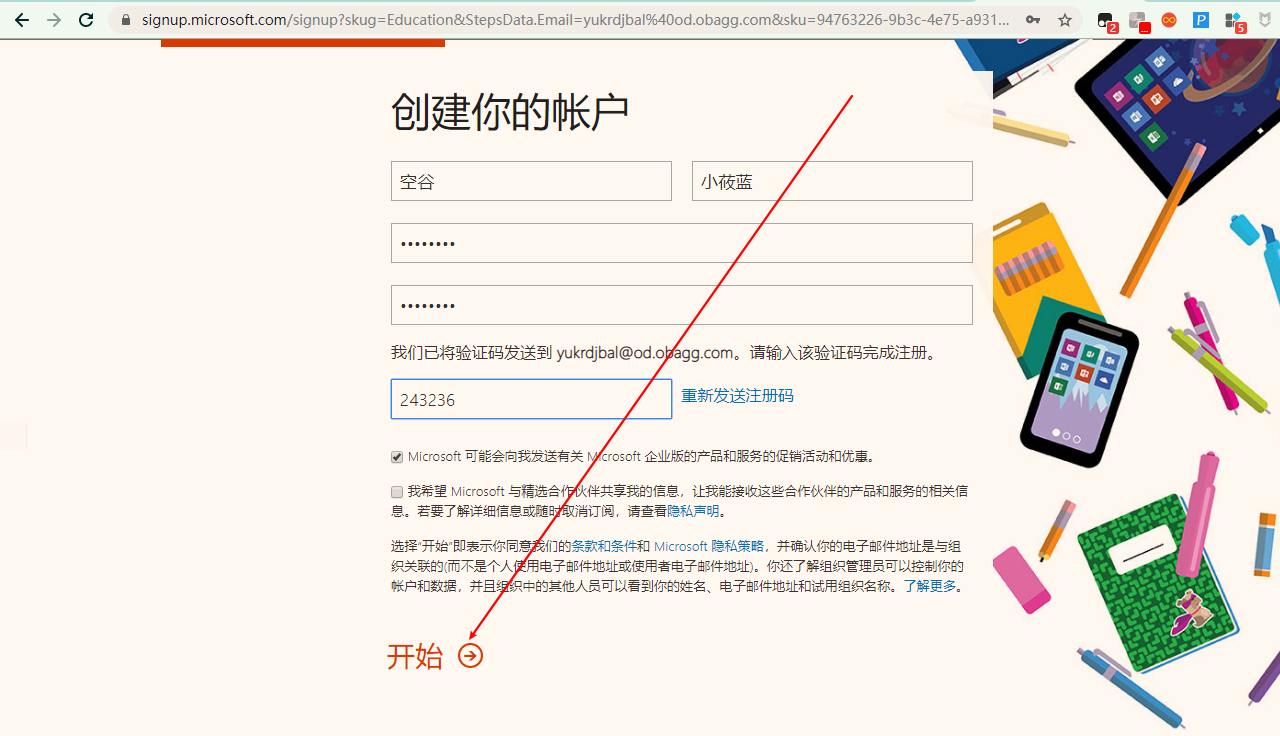 signup.microsoft.com/signup?skug=Education&StepsData.Email=yukrdjbal%40od.obagg.com&sku=94763226-9b3c-4e75-a931...
2
...
P
5
创建你的帐户
空谷
小莜蓝
••••••••
••••••••
我们已将验证码发送到 yukrdjbal@od.obagg.com。请输入该验证码完成注册。
243236
重新发送注册码
Microsoft 可能会向我发送有关 Microsoft 企业版的产品和服务的促销活动和优惠。
我希望 Microsoft 与精选合作伙伴共享我的信息，让我能接收这些合作伙伴的产品和服务的相关信
息。若要了解详细信息或随时取消订阅，请查看隐私声明。
选择“开始”即表示你同意我们的条款和条件和 Microsoft 隐私策略，并确认你的电子邮件地址是与组
织关联的(而不是个人使用电子邮件地址或使用者电子邮件地址)。你还了解组织管理员可以控制你的
帐户和数据，并且组织中的其他人员可以看到你的姓名、电子邮件地址和试用组织名称。了解更多。
开始